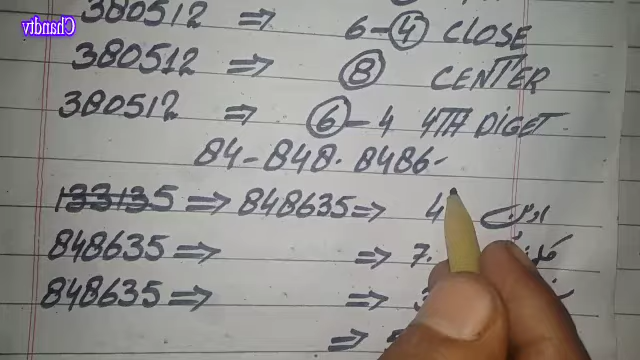 Chandtv
380512 ⇒ 6-4 CLOSE
380512 ⇒ 8 CENTER
380512 ⇒ 6-4 4TH DIGET
84-848. 8486-
133135 ⇒ 848635 ⇒ 4
848635 ⇒ ⇒ 7.
848635 ⇒ ⇒
⇒